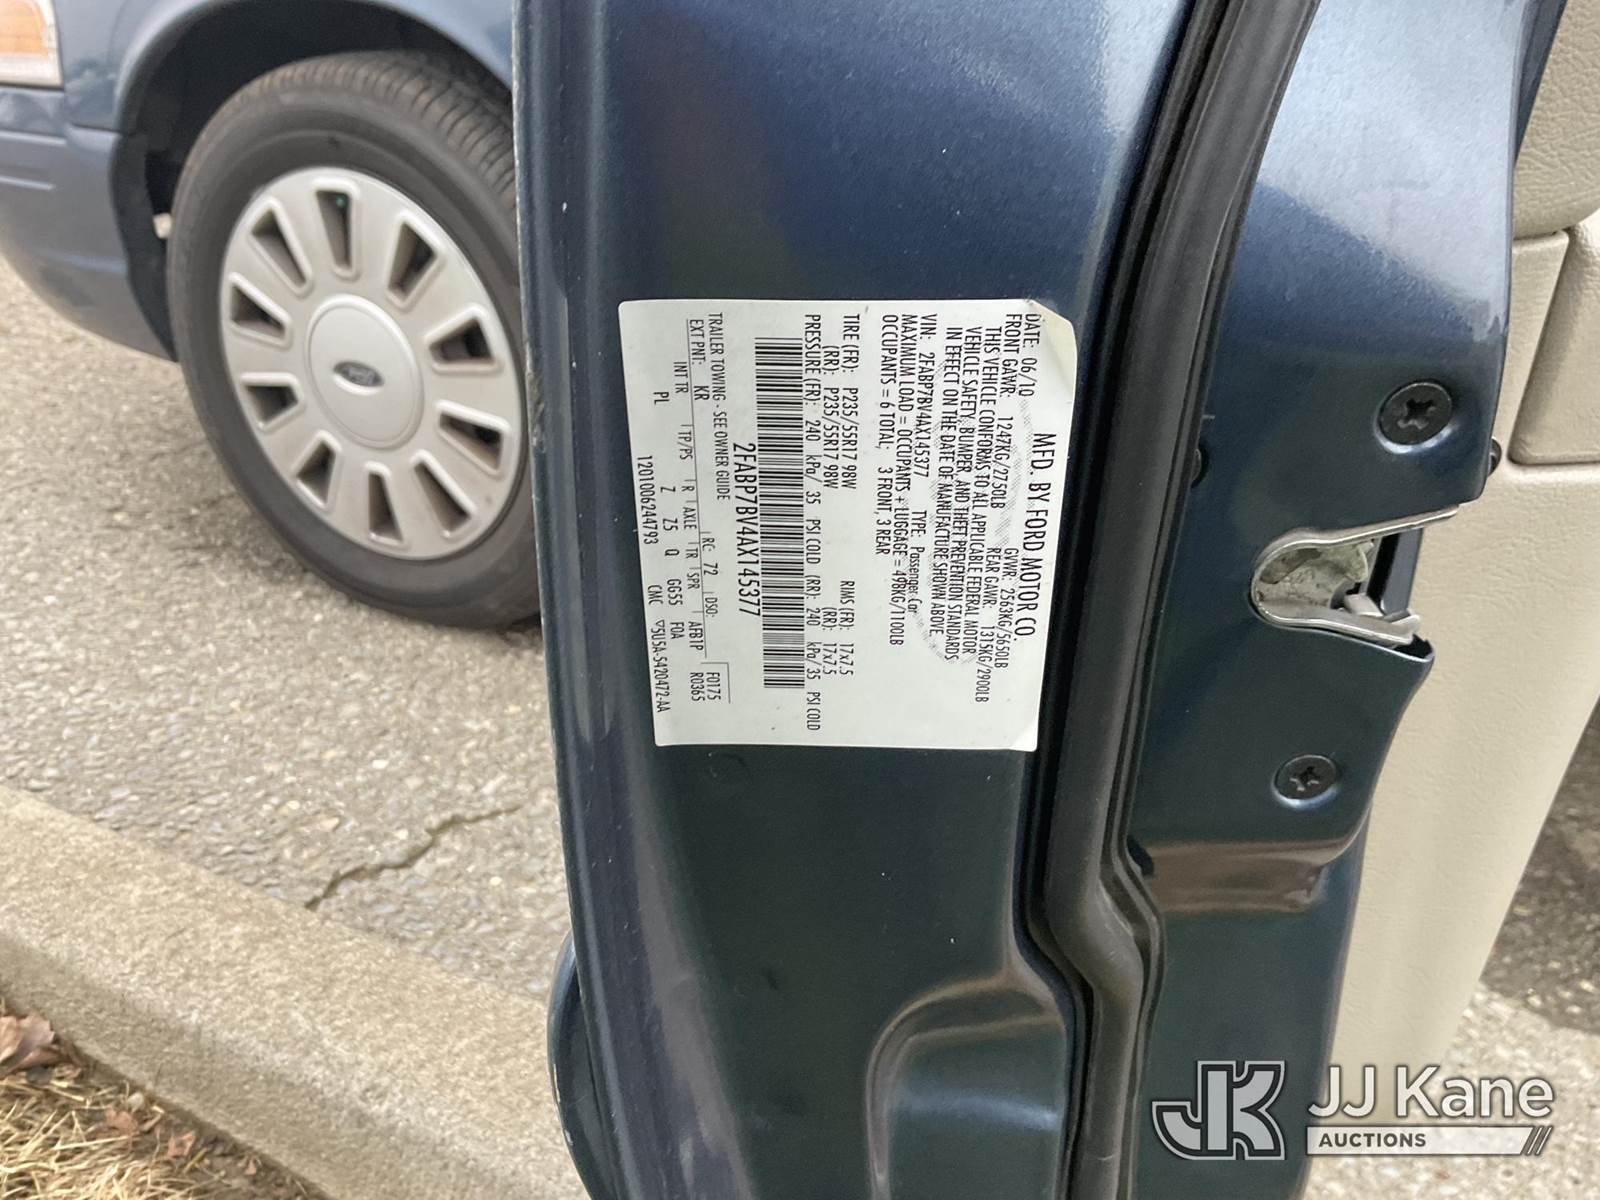 MFD. BY FORD MOTOR CO.
DATE: 06/10 GVWR: 2563KG/5650LB
FRONT GAWR: 1247KG/2750LB REAR GAWR: 1315KG/2900LB
THIS VEHICLE CONFORMS TO ALL APPLICABLE FEDERAL MOTOR
VEHICLE SAFETY, BUMPER, AND THEFT PREVENTION STANDARDS
IN EFFECT ON THE DATE OF MANUFACTURE SHOWN ABOVE.
VIN: 2FABP7BV4AX145377 TYPE: Passenger Car
MAXIMUM LOAD = OCCUPANTS + LUGGAGE = 498KG/1100LB
OCCUPANTS = 6 TOTAL; 3 FRONT, 3 REAR
TIRE (FR): P235/55R17 98W RIMS (FR): 17x7.5
(RR): P235/55R17 98W (RR): 17x7.5
PRESSURE (FR): 240 kPa/ 35 PSI COLD (RR): 240 kPa/35 PSI COLD
2FABP7BV4AX145377
TRAILER TOWING - SEE OWNER GUIDE
EXT PNT: KR RC: 72 DSO: F0175
INT TR TP/PS R AXLE TR SPR AFB1P R0365
PL Z Z5 Q GG55 FOA
1201006244793 CMC 5U5A-5420472-AA
Ford
JK JJ Kane
AUCTIONS